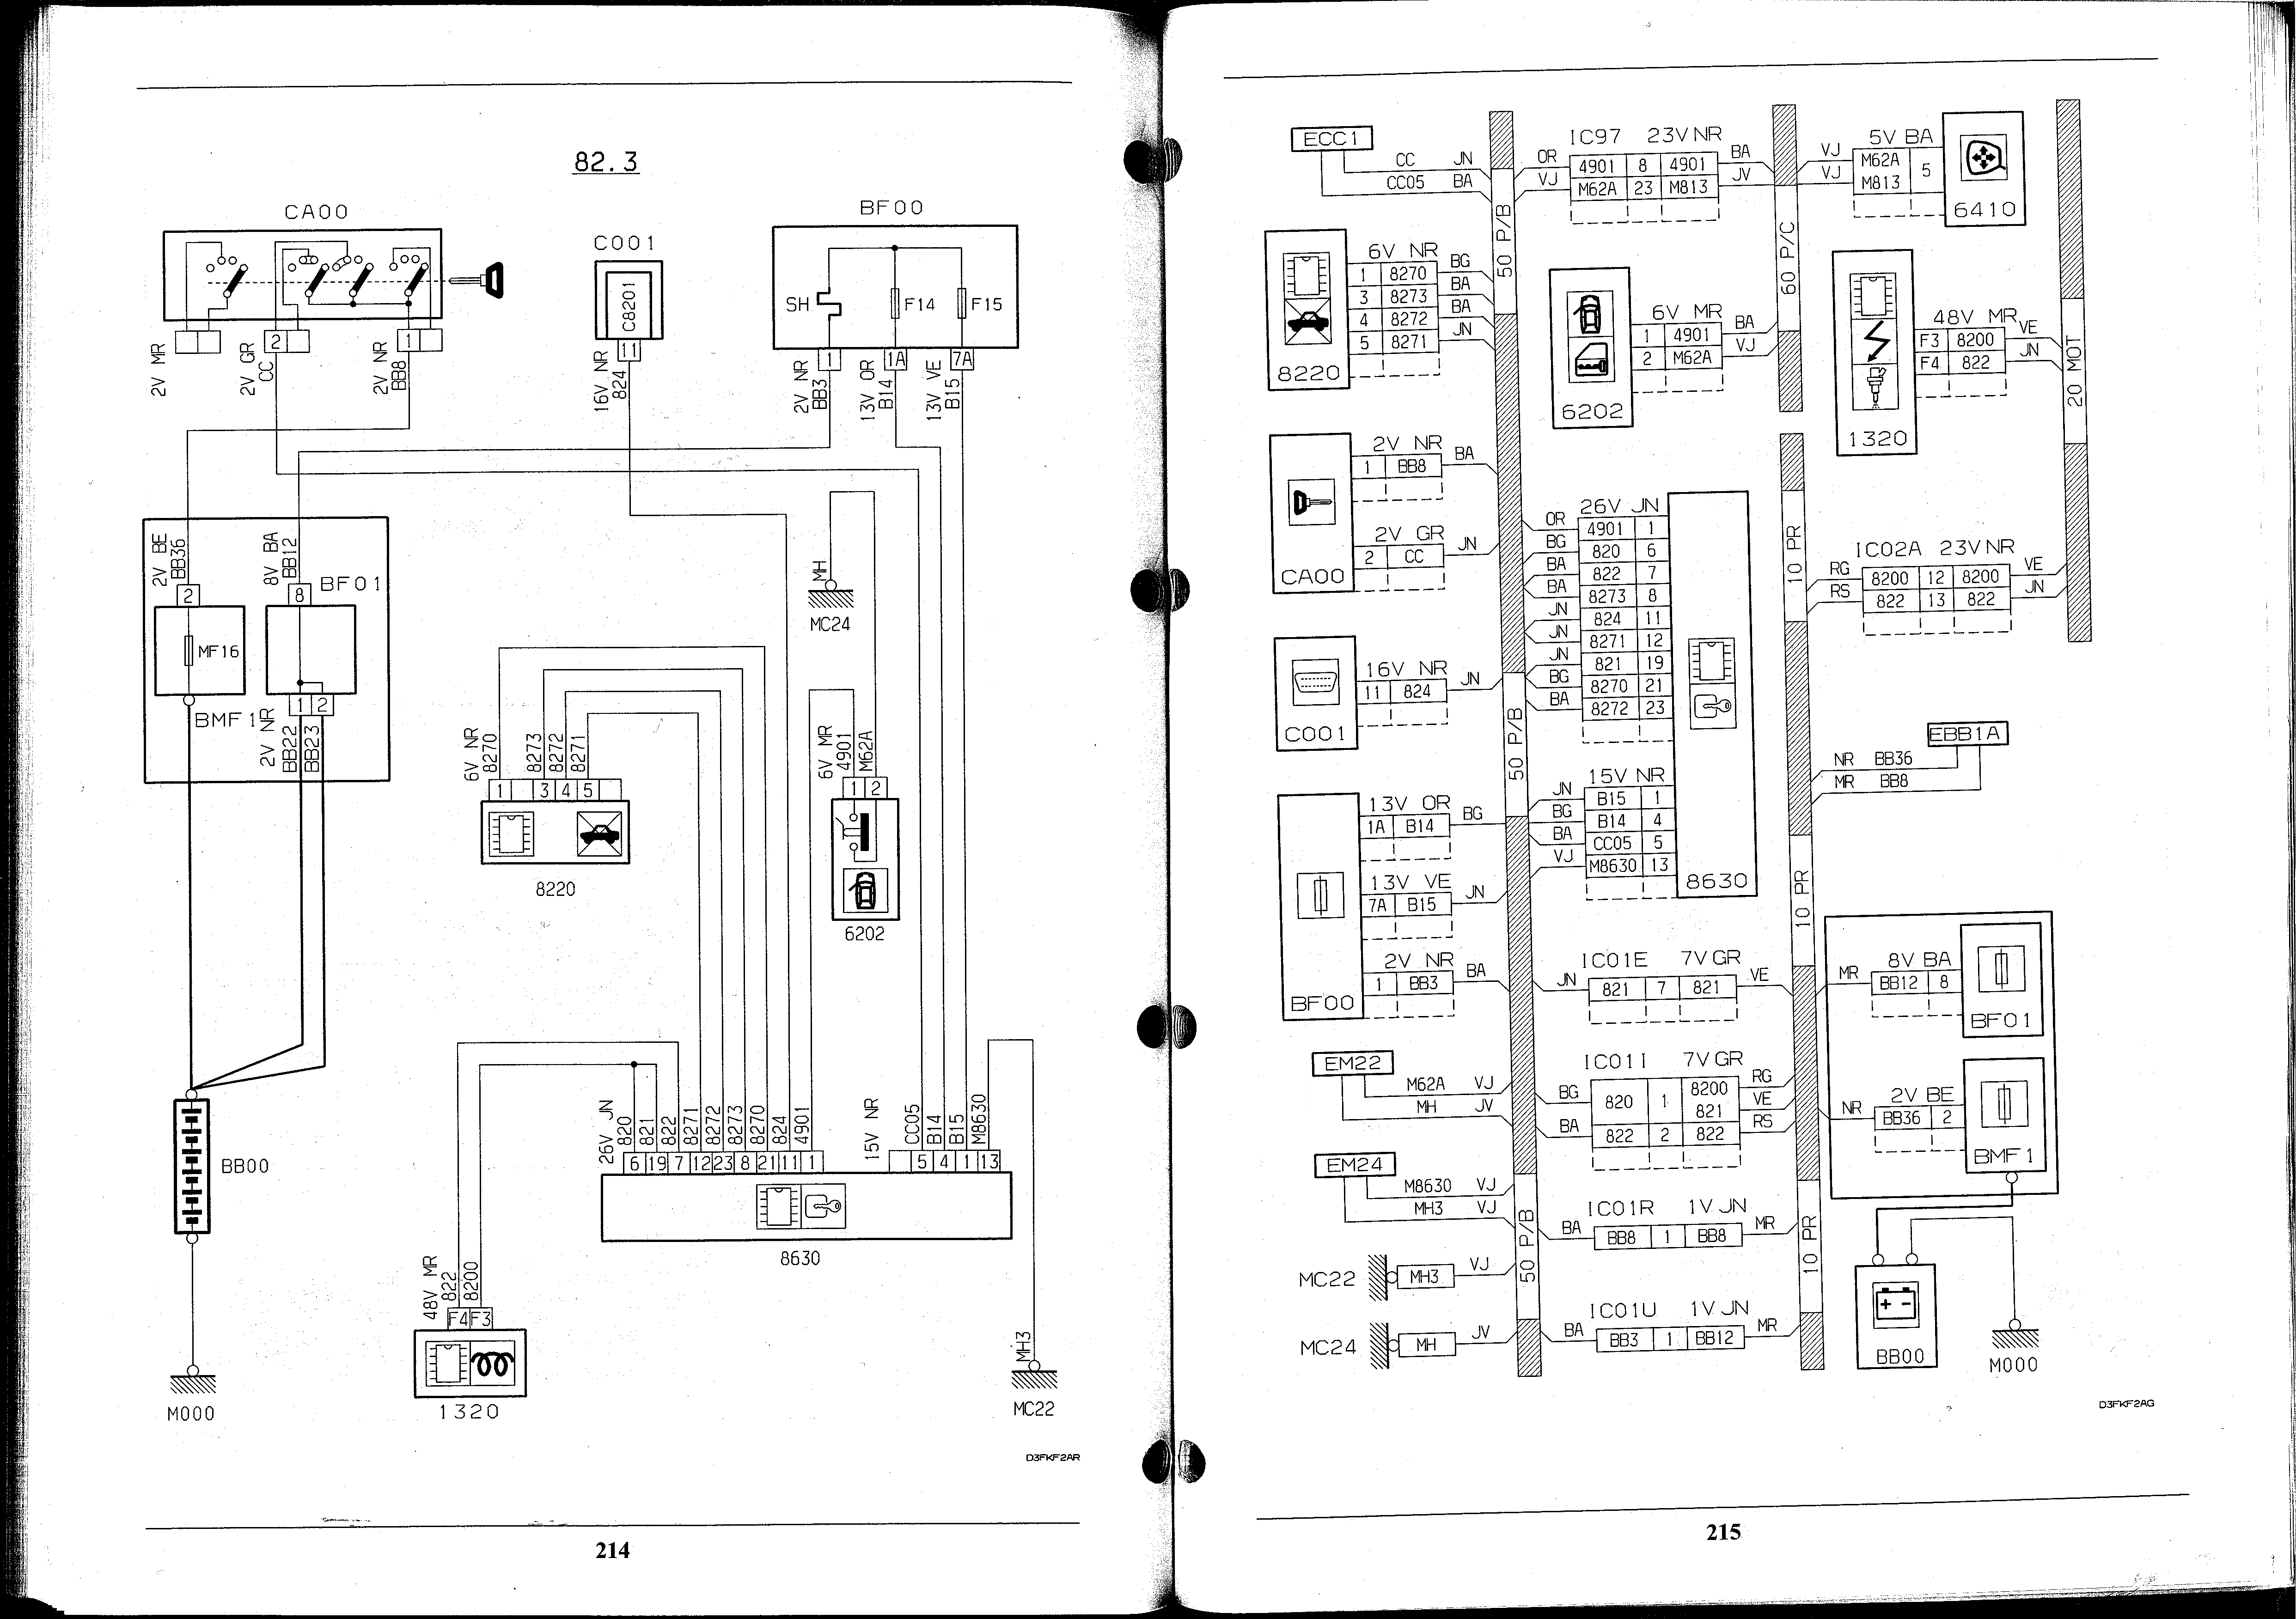 82.3
CA00
C001
BF00
C8201
SH
F14
F15
11
1
1A
7A
2
1
2V MR
2V GR
CC
2V NR
BB8
16V NR
824
2V NR
BB3
13V OR
B14
13V VE
B15
2V BE
BB36
8V BA
BB12
BF01
2
8
MF16
BMF1
1 2
2V NR
BB22
BB23
MH
MC24
6V NR
8270
8273
8272
8271
1 3 4 5
8220
6V MR
4901
M62A
1 2
6202
BB00
M000
26V JN
820
821
822
8271
8272
8273
8270
824
4901
15V NR
CC05
B14
B15
M8630
6 19 7 12 23 8 21 11 1
5 4 1 13
8630
48V MR
822
8200
F4 F3
1320
MH3
MC22
D3FKF2AR
214
ECC1
CC JN
CC05 BA
50 P/B
IC97 23V NR
OR 4901 8 4901 BA
VJ M62A 23 M813 JV
60 P/C
5V BA
VJ M62A 5
VJ M813
6410
6V NR
1 8270 BG
3 8273 BA
4 8272 BA
5 8271 JN
8220
6V MR
1 4901 BA
2 M62A VJ
6202
48V MR
F3 8200 VE
F4 822 JN
1320
20 MOT
2V NR
1 BB8 BA
2V GR
2 CC JN
CA00
26V JN
OR 4901 1
BG 820 6
BA 822 7
BA 8273 8
JN 824 11
JN 8271 12
JN 821 19
BG 8270 21
BA 8272 23
10 PR
IC02A 23V NR
RG 8200 12 8200 VE
RS 822 13 822 JN
16V NR
11 824 JN
C001
50 P/B
EBB1A
NR BB36
MR BB8
15V NR
JN B15 1
BG B14 4
BA CC05 5
VJ M8630 13
8630
13V OR
1A B14 BG
13V VE
7A B15 JN
2V NR
1 BB3 BA
BF00
10 PR
IC01E 7V GR
JN 821 7 821 VE
8V BA
MR BB12 8
BF01
EM22
M62A VJ
MH JV
IC01I 7V GR
BG 820 1 8200 RG
821 VE
BA 822 2 822 RS
2V BE
NR BB36 2
BMF1
EM24
M8630 VJ
MH3 VJ
50 P/B
IC01R 1V JN
BA BB8 1 BB8 MR
10 PR
MC22 MH3 VJ
MC24 MH JV
IC01U 1V JN
BA BB3 1 BB12 MR
BB00
M000
D3FKF2AG
215